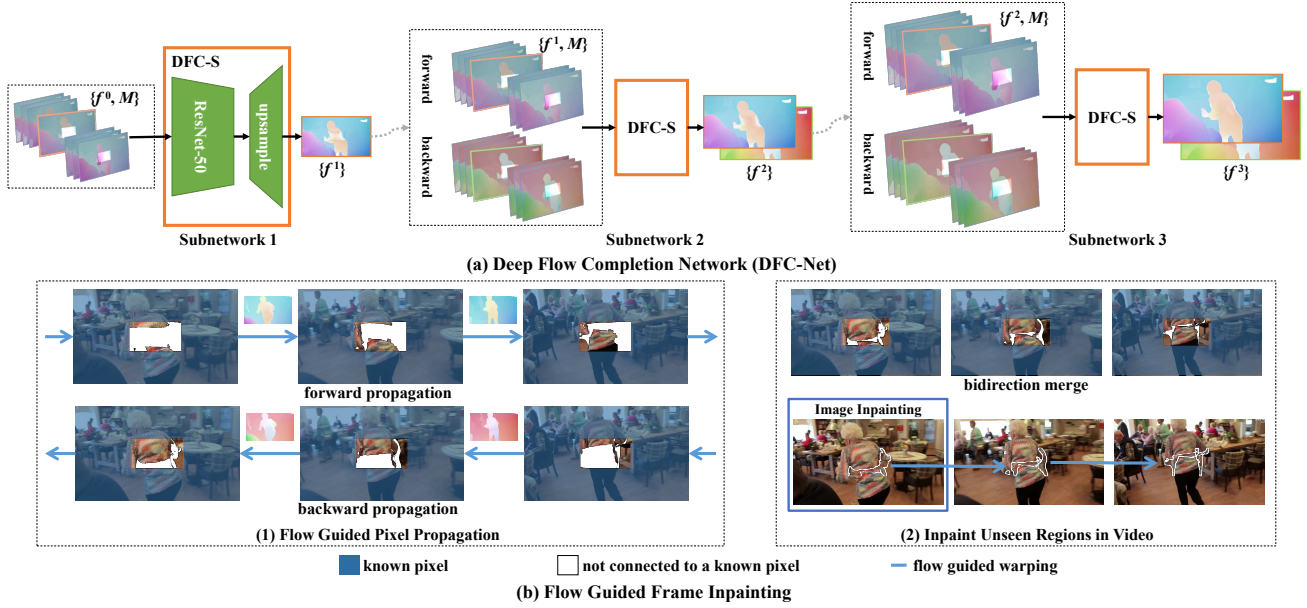 {f⁰, M}
DFC-S
ResNet-50
upsample
{f¹}
Subnetwork 1
forward
{f¹, M}
backward
DFC-S
{f²}
Subnetwork 2
forward
{f², M}
backward
DFC-S
{f³}
Subnetwork 3
(a) Deep Flow Completion Network (DFC-Net)
forward propagation
backward propagation
(1) Flow Guided Pixel Propagation
bidirection merge
Image Inpainting
(2) Inpaint Unseen Regions in Video
known pixel
not connected to a known pixel
flow guided warping
(b) Flow Guided Frame Inpainting